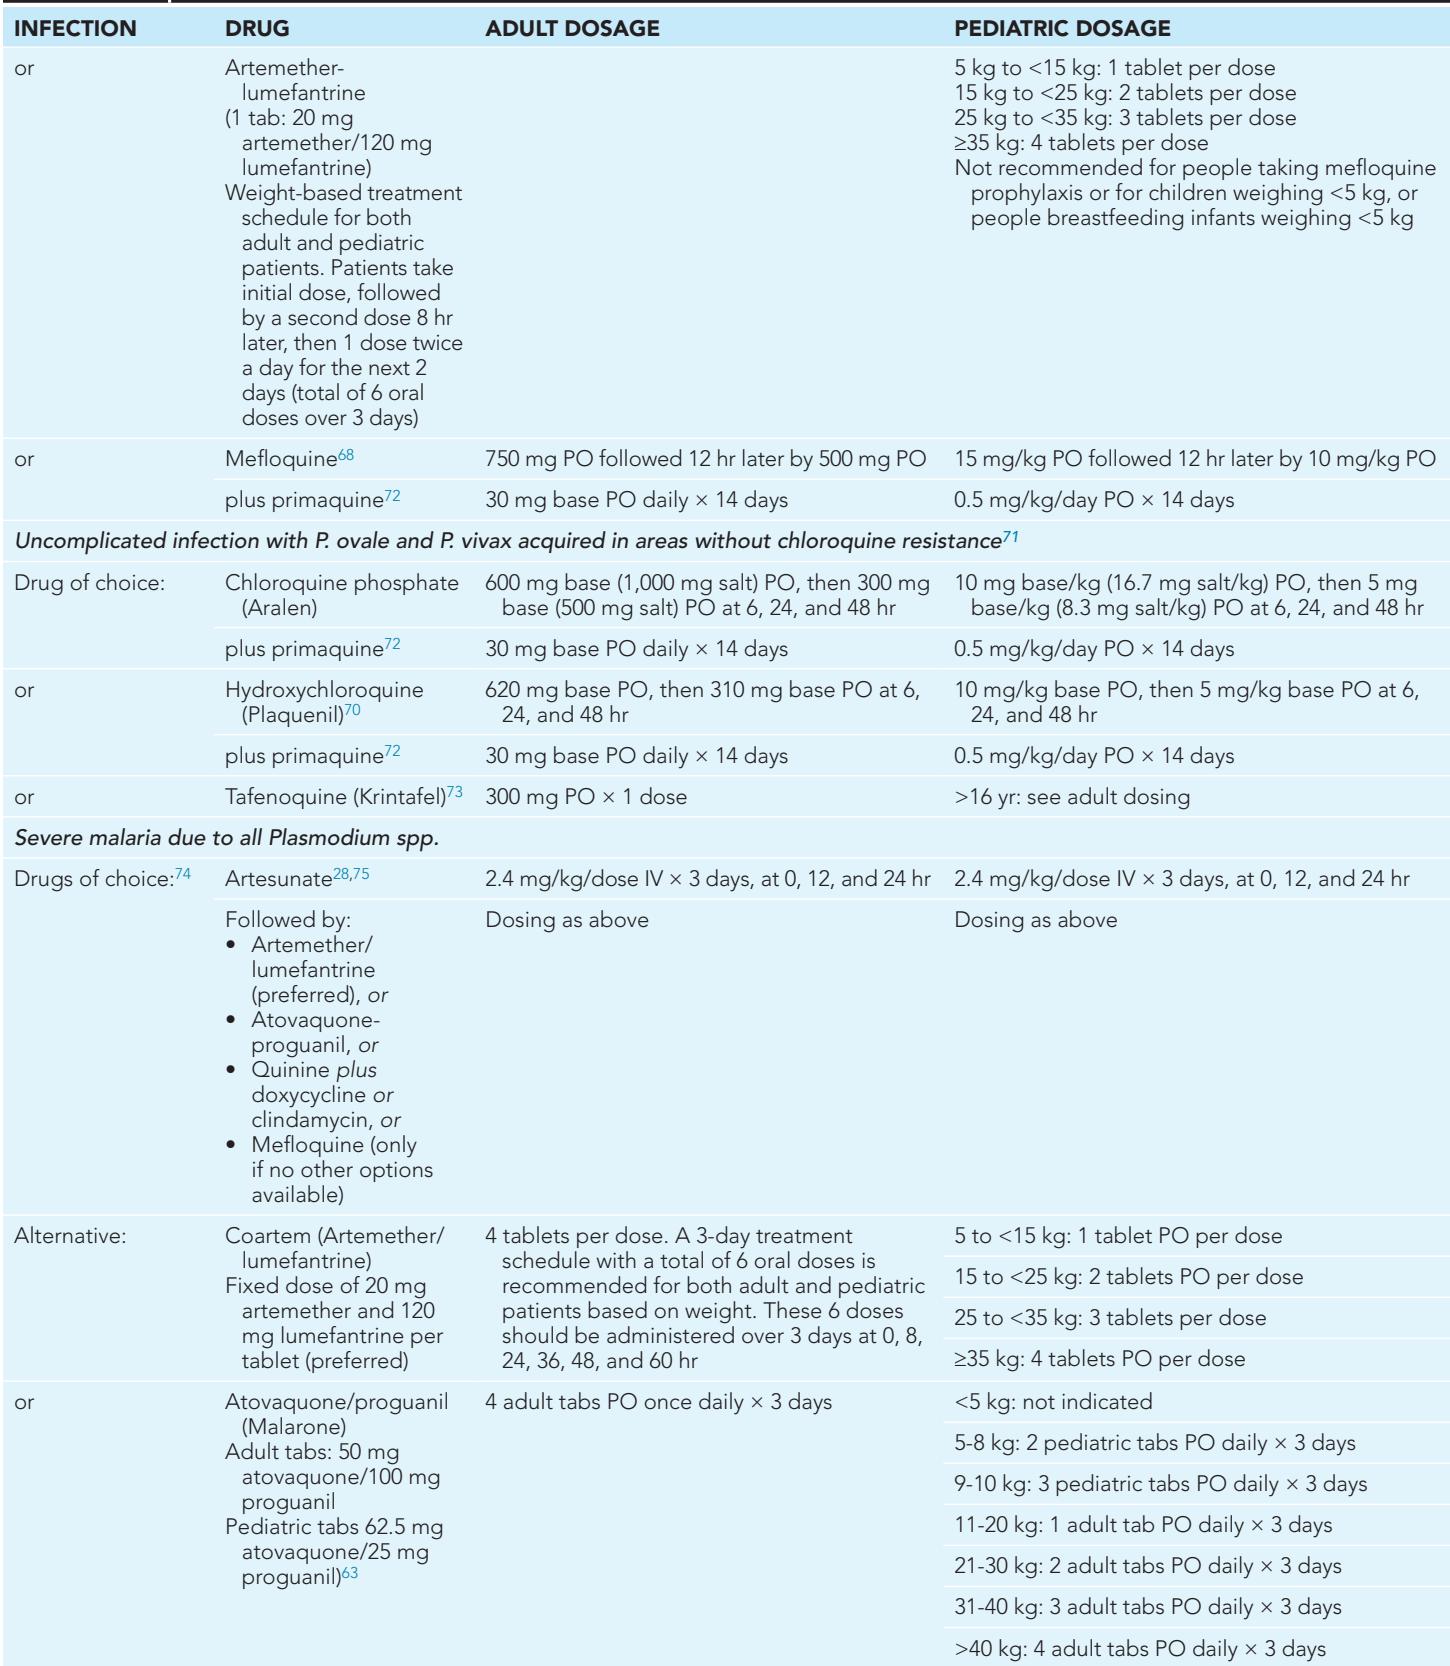 INFECTION DRUG ADULT DOSAGE PEDIATRIC DOSAGE
or
Artemether-
lumefantrine
(1 tab: 20 mg
artemether/120 mg
lumefantrine)
Weight-based treatment
schedule for both
adult and pediatric
patients. Patients take
initial dose, followed
by a second dose 8 hr
later, then 1 dose twice
a day for the next 2
days (total of 6 oral
doses over 3 days)
5 kg to <15 kg: 1 tablet per dose
15 kg to <25 kg: 2 tablets per dose
25 kg to <35 kg: 3 tablets per dose
≥35 kg: 4 tablets per dose
Not recommended for people taking mefloquine
prophylaxis or for children weighing <5 kg, or
people breastfeeding infants weighing <5 kg
or
Mefloquine68
750 mg PO followed 12 hr later by 500 mg PO
15 mg/kg PO followed 12 hr later by 10 mg/kg PO
plus primaquine72
30 mg base PO daily × 14 days
0.5 mg/kg/day PO × 14 days
Uncomplicated infection with P. ovale and P. vivax acquired in areas without chloroquine resistance71
Drug of choice:
Chloroquine phosphate
(Aralen)
600 mg base (1,000 mg salt) PO, then 300 mg
base (500 mg salt) PO at 6, 24, and 48 hr
10 mg base/kg (16.7 mg salt/kg) PO, then 5 mg
base/kg (8.3 mg salt/kg) PO at 6, 24, and 48 hr
plus primaquine72
30 mg base PO daily × 14 days
0.5 mg/kg/day PO × 14 days
or
Hydroxychloroquine
(Plaquenil)70
620 mg base PO, then 310 mg base PO at 6,
24, and 48 hr
10 mg/kg base PO, then 5 mg/kg base PO at 6,
24, and 48 hr
plus primaquine72
30 mg base PO daily × 14 days
0.5 mg/kg/day PO × 14 days
or
Tafenoquine (Krintafel)73
300 mg PO × 1 dose
>16 yr: see adult dosing
Severe malaria due to all Plasmodium spp.
Drugs of choice:74
Artesunate28,75
2.4 mg/kg/dose IV × 3 days, at 0, 12, and 24 hr
2.4 mg/kg/dose IV × 3 days, at 0, 12, and 24 hr
Followed by:
• Artemether/
lumefantrine
(preferred), or
• Atovaquone-
proguanil, or
• Quinine plus
doxycycline or
clindamycin, or
• Mefloquine (only
if no other options
available)
Dosing as above
Dosing as above
Alternative:
Coartem (Artemether/
lumefantrine)
Fixed dose of 20 mg
artemether and 120
mg lumefantrine per
tablet (preferred)
4 tablets per dose. A 3-day treatment
schedule with a total of 6 oral doses is
recommended for both adult and pediatric
patients based on weight. These 6 doses
should be administered over 3 days at 0, 8,
24, 36, 48, and 60 hr
5 to <15 kg: 1 tablet PO per dose
15 to <25 kg: 2 tablets PO per dose
25 to <35 kg: 3 tablets per dose
≥35 kg: 4 tablets PO per dose
or
Atovaquone/proguanil
(Malarone)
Adult tabs: 50 mg
atovaquone/100 mg
proguanil
Pediatric tabs 62.5 mg
atovaquone/25 mg
proguanil)63
4 adult tabs PO once daily × 3 days
<5 kg: not indicated
5-8 kg: 2 pediatric tabs PO daily × 3 days
9-10 kg: 3 pediatric tabs PO daily × 3 days
11-20 kg: 1 adult tab PO daily × 3 days
21-30 kg: 2 adult tabs PO daily × 3 days
31-40 kg: 3 adult tabs PO daily × 3 days
>40 kg: 4 adult tabs PO daily × 3 days